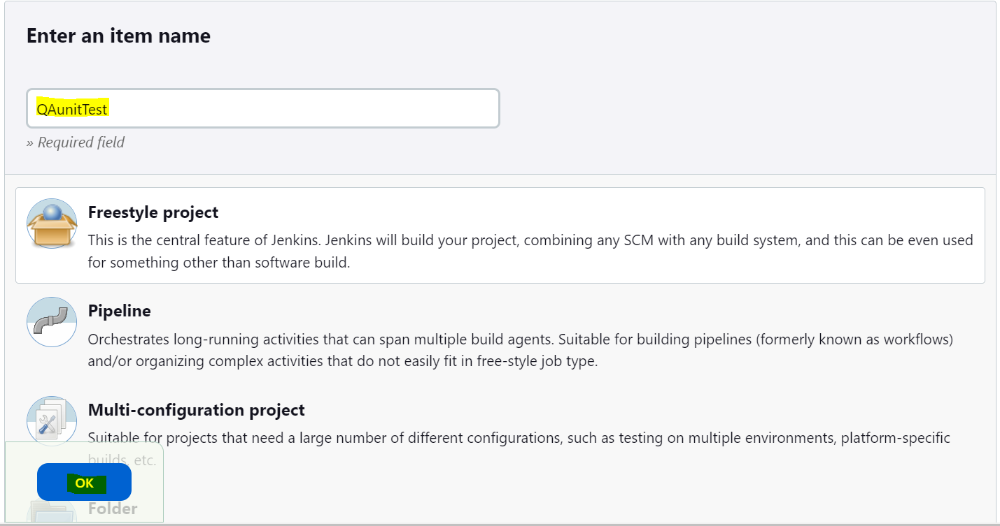 Enter an item name
QAunitTest
» Required field
Freestyle project
This is the central feature of Jenkins. Jenkins will build your project, combining any SCM with any build system, and this can be even used
for something other than software build.
Pipeline
Orchestrates long-running activities that can span multiple build agents. Suitable for building pipelines (formerly known as workflows)
and/or organizing complex activities that do not easily fit in free-style job type.
Multi-configuration project
Suitable for projects that need a large number of different configurations, such as testing on multiple environments, platform-specific
builds, etc.
OK
Folder